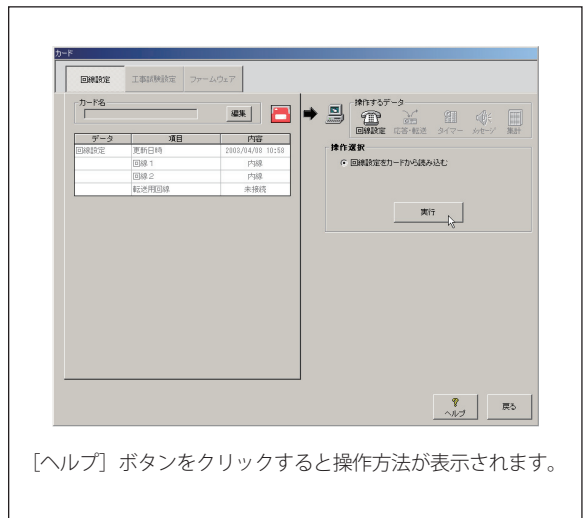 カード
回線設定 工事試験設定 ファームウェア
カード名
編集
データ 項目 内容
回線設定 更新日時 2008/04/08 10:58
回線1 内線
回線2 内線
転送用回線 未接続
操作するデータ
回線設定 応答・転送 タイマー メッセージ 集計
操作選択
回線設定をカードから読み込む
実行
?
ヘルプ
戻る
[ヘルプ] ボタンをクリックすると操作方法が表示されます。